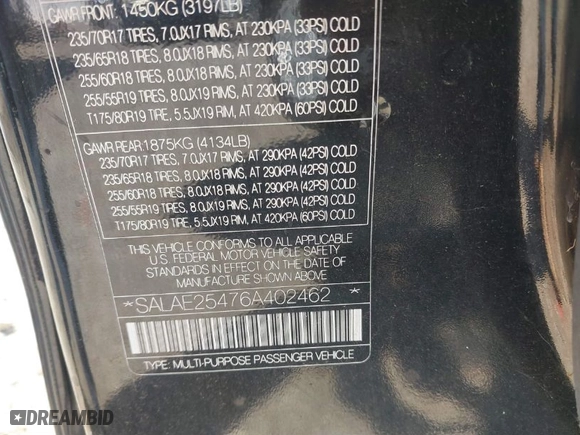 GAWR FRONT: 1450KG (3197LB)
235/70R17 TIRES, 7.0JX17 RIMS, AT 230KPA (33PSI) COLD
235/65R18 TIRES, 8.0JX18 RIMS, AT 230KPA (33PSI) COLD
255/60R18 TIRES, 8.0JX18 RIMS, AT 230KPA (33PSI) COLD
255/55R19 TIRES, 8.0JX19 RIMS, AT 230KPA (33PSI) COLD
T175/80R19 TIRE, 5.5JX19 RIM, AT 420KPA (60PSI) COLD
GAWR REAR:1875KG (4134LB)
235/70R17 TIRES, 7.0JX17 RIMS, AT 290KPA (42PSI) COLD
235/65R18 TIRES, 8.0JX18 RIMS, AT 290KPA (42PSI) COLD
255/60R18 TIRES, 8.0JX18 RIMS, AT 290KPA (42PSI) COLD
255/55R19 TIRES, 8.0JX19 RIMS, AT 290KPA (42PSI) COLD
T175/80R19 TIRE, 5.5JX19 RIM, AT 420KPA (60PSI) COLD
THIS VEHICLE CONFORMS TO ALL APPLICABLE
U.S. FEDERAL MOTOR VEHICLE SAFETY
STANDARDS IN EFFECT ON THE DATE OF
MANUFACTURE SHOWN ABOVE
*SALAE25476A402462 *
TYPE: MULTI-PURPOSE PASSENGER VEHICLE
DREAMBID